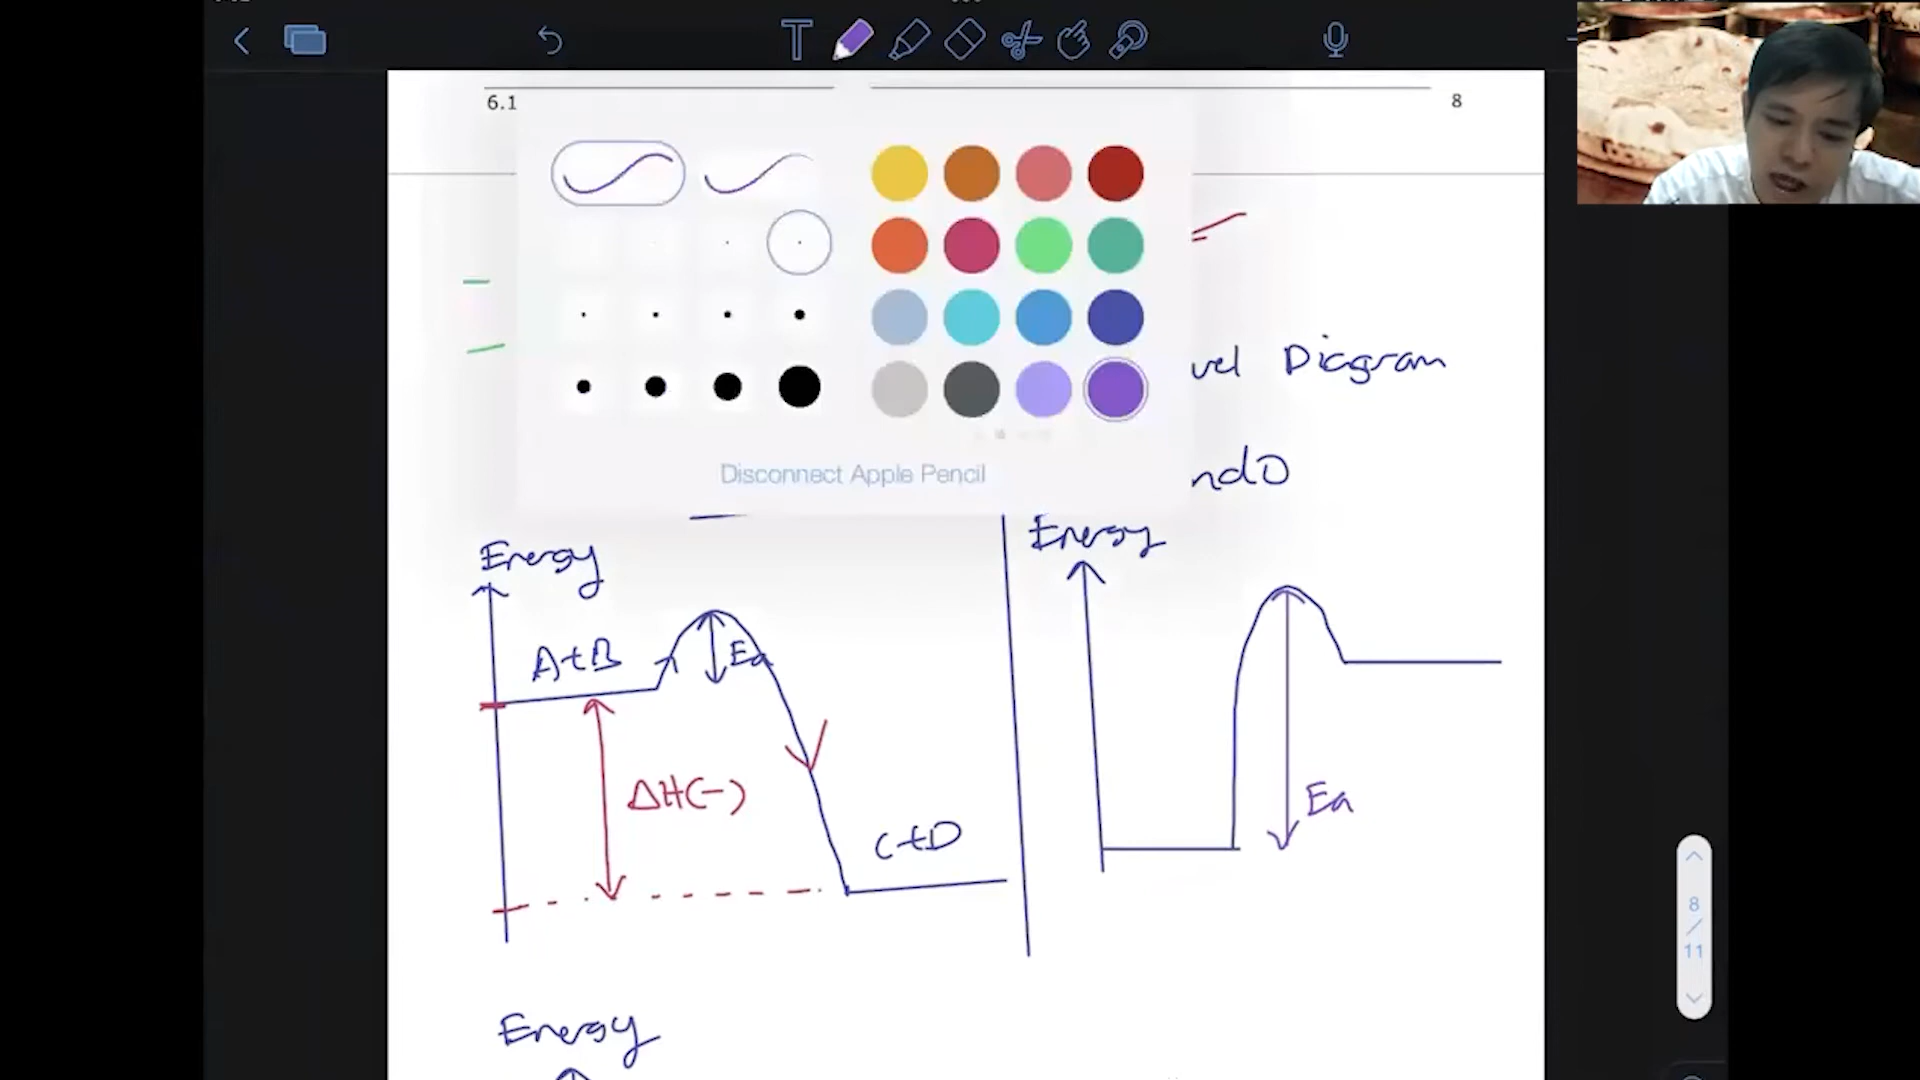 6.1
8
vel Diagram
Disconnect Apple Pencil
ndO
Energy
Energy
A+B
Ea
ΔH(-)
Ea
C+D
8
/
11
Energy